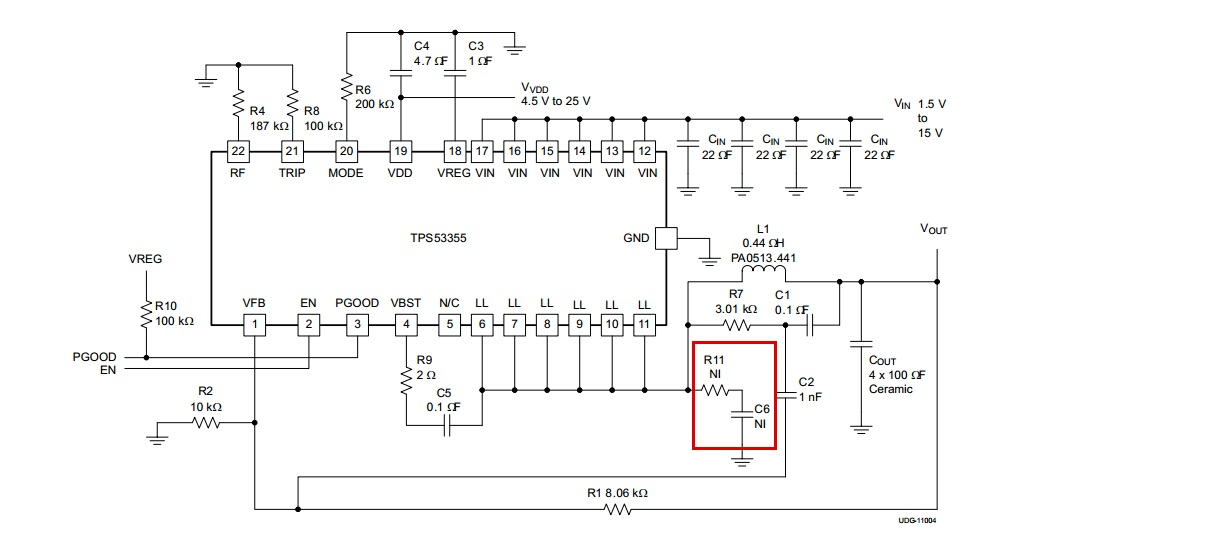 C4
4.7 ΩF
C3
1 ΩF
R6
200 kΩ
VVDD
4.5 V to 25 V
VIN 1.5 V
to
15 V
R4
187 kΩ
R8
100 kΩ
CIN
22 ΩF
CIN
22 ΩF
CIN
22 ΩF
CIN
22 ΩF
22 21 20 19 18 17 16 15 14 13 12
RF TRIP MODE VDD VREG VIN VIN VIN VIN VIN VIN
TPS53355
GND
L1
0.44 ΩH
PA0513.441
VOUT
VREG
R10
100 kΩ
VFB EN PGOOD VBST N/C LL LL LL LL LL LL
1 2 3 4 5 6 7 8 9 10 11
R7
3.01 kΩ
C1
0.1 ΩF
PGOOD
EN
R9
2 Ω
C5
0.1 ΩF
R11
NI
C6
NI
C2
1 nF
COUT
4 x 100 ΩF
Ceramic
R2
10 kΩ
R1 8.06 kΩ
UDG-11004